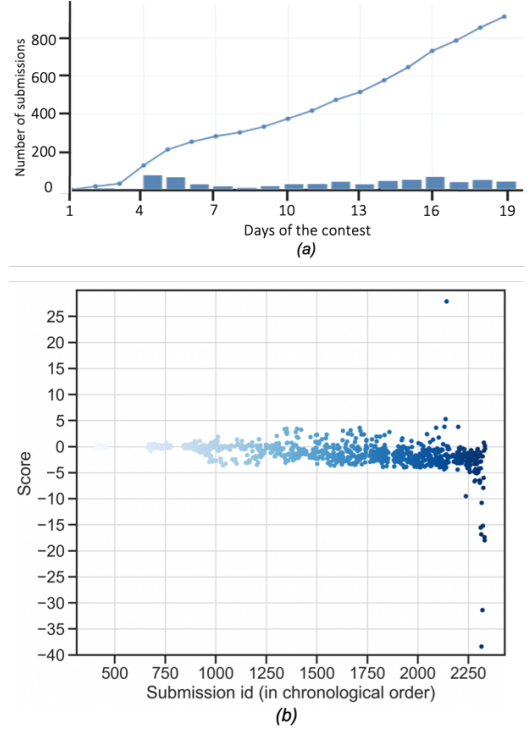 Number of submissions
800
600
400
200
0
1 4 7 10 13 16 19
Days of the contest
(a)
Score
25
20
15
10
5
0
−5
−10
−15
−20
−25
−30
−35
−40
500 750 1000 1250 1500 1750 2000 2250
Submission id (in chronological order)
(b)